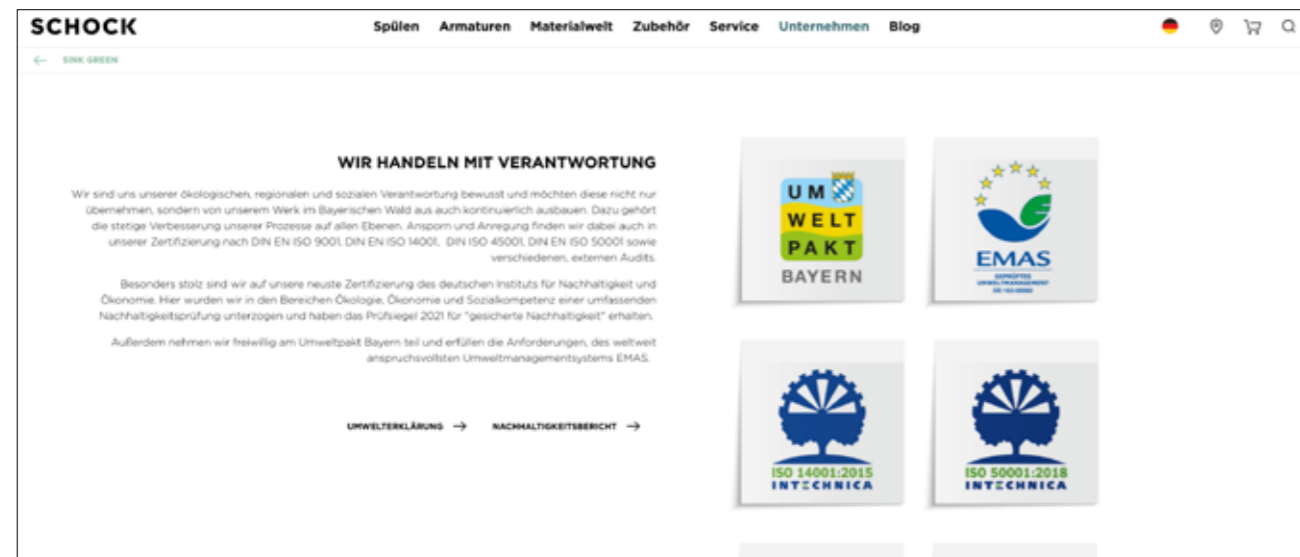 SCHOCK
Spülen Armaturen Materialwelt Zubehör Service Unternehmen Blog
← SINK GREEN
WIR HANDELN MIT VERANTWORTUNG
Wir sind uns unserer ökologischen, regionalen und sozialen Verantwortung bewusst und möchten diese nicht nur
übernehmen, sondern von unserem Werk im Bayerischen Wald aus auch kontinuierlich ausbauen. Dazu gehört
die stetige Verbesserung unserer Prozesse auf allen Ebenen. Ansporn und Anregung finden wir dabei auch in
unserer Zertifizierung nach DIN EN ISO 9001, DIN EN ISO 14001, DIN ISO 45001, DIN EN ISO 50001 sowie
verschiedenen, externen Audits.
Besonders stolz sind wir auf unsere neuste Zertifizierung des deutschen Instituts für Nachhaltigkeit und
Ökonomie. Hier wurden wir in den Bereichen Ökologie, Ökonomie und Sozialkompetenz einer umfassenden
Nachhaltigkeitsprüfung unterzogen und haben das Prüfsiegel 2021 für "gesicherte Nachhaltigkeit" erhalten.
Außerdem nehmen wir freiwillig am Umweltpakt Bayern teil und erfüllen die Anforderungen, des weltweit
anspruchsvollsten Umweltmanagementsystems EMAS.
UMWELTERKLÄRUNG → NACHHALTIGKEITSBERICHT →
UM
WELT
PAKT
BAYERN
EMAS
GEPRÜFTES
UMWELTMANAGEMENT
ISO 14001:2015
INTECHNICA
ISO 50001:2018
INTECHNICA